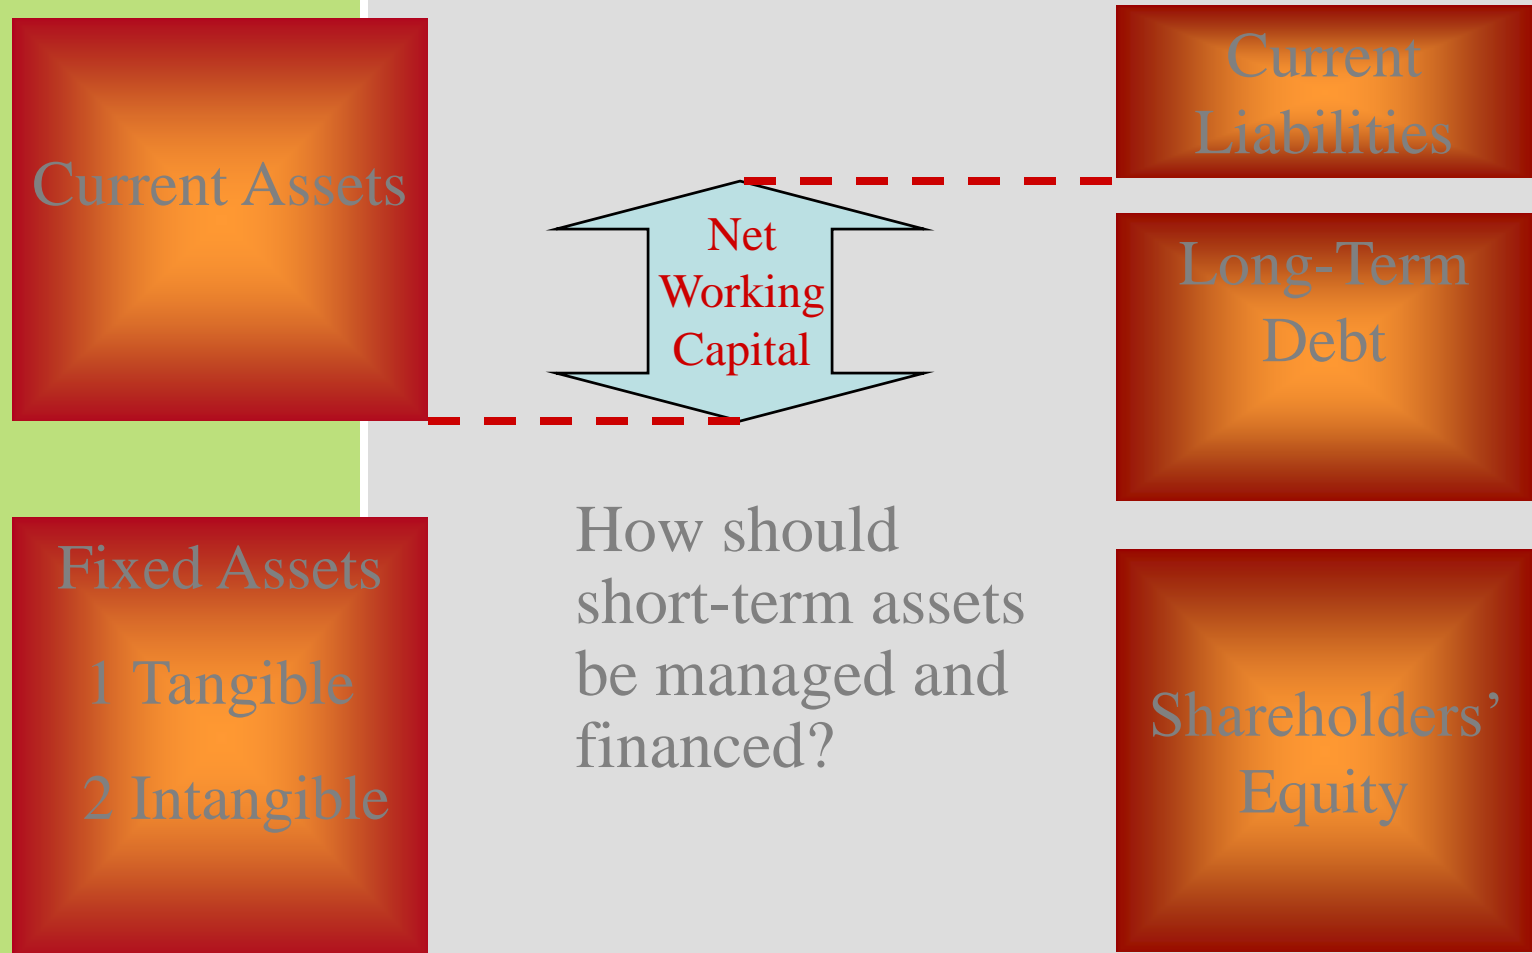 Current Assets
Fixed Assets
1 Tangible
2 Intangible
Net
Working
Capital
How should
short-term assets
be managed and
financed?
Current
Liabilities
Long-Term
Debt
Shareholders’
Equity